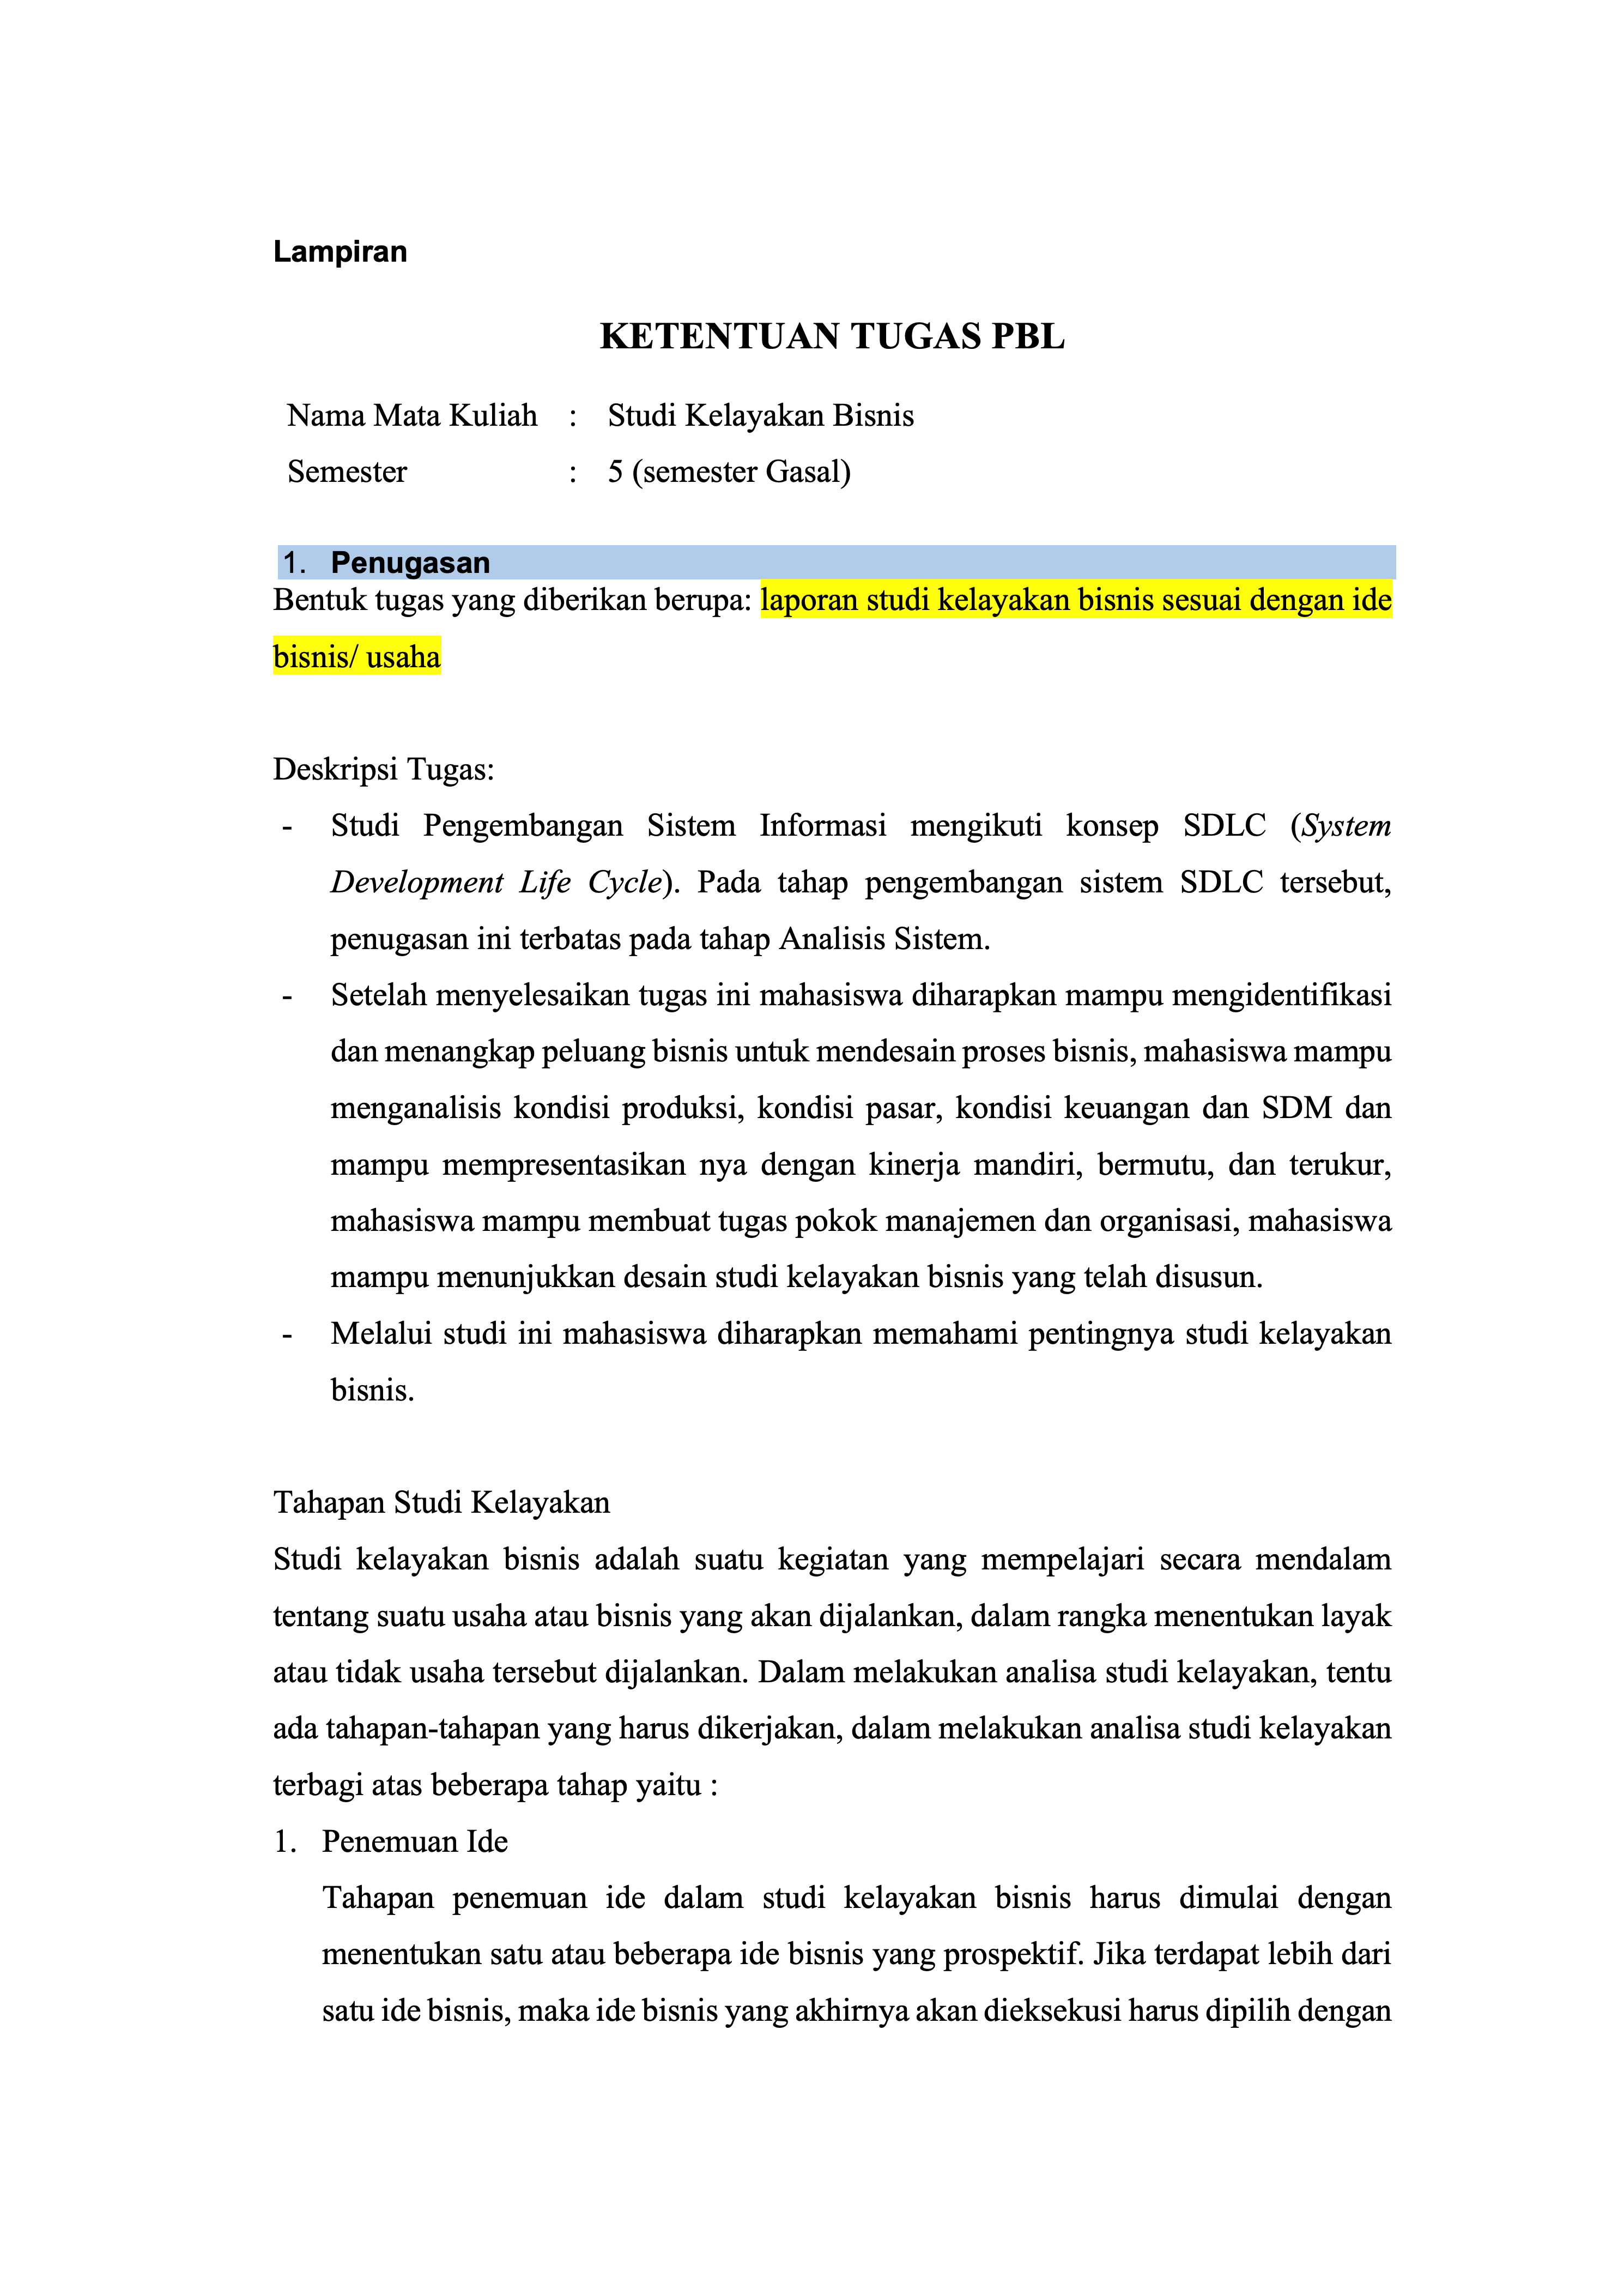 Lampiran
KETENTUAN TUGAS PBL
Nama Mata Kuliah : Studi Kelayakan Bisnis
Semester : 5 (semester Gasal)
1. Penugasan
Bentuk tugas yang diberikan berupa: laporan studi kelayakan bisnis sesuai dengan ide
bisnis/ usaha
Deskripsi Tugas:
- Studi Pengembangan Sistem Informasi mengikuti konsep SDLC (System
Development Life Cycle). Pada tahap pengembangan sistem SDLC tersebut,
penugasan ini terbatas pada tahap Analisis Sistem.
- Setelah menyelesaikan tugas ini mahasiswa diharapkan mampu mengidentifikasi
dan menangkap peluang bisnis untuk mendesain proses bisnis, mahasiswa mampu
menganalisis kondisi produksi, kondisi pasar, kondisi keuangan dan SDM dan
mampu mempresentasikan nya dengan kinerja mandiri, bermutu, dan terukur,
mahasiswa mampu membuat tugas pokok manajemen dan organisasi, mahasiswa
mampu menunjukkan desain studi kelayakan bisnis yang telah disusun.
- Melalui studi ini mahasiswa diharapkan memahami pentingnya studi kelayakan
bisnis.
Tahapan Studi Kelayakan
Studi kelayakan bisnis adalah suatu kegiatan yang mempelajari secara mendalam
tentang suatu usaha atau bisnis yang akan dijalankan, dalam rangka menentukan layak
atau tidak usaha tersebut dijalankan. Dalam melakukan analisa studi kelayakan, tentu
ada tahapan-tahapan yang harus dikerjakan, dalam melakukan analisa studi kelayakan
terbagi atas beberapa tahap yaitu :
1. Penemuan Ide
Tahapan penemuan ide dalam studi kelayakan bisnis harus dimulai dengan
menentukan satu atau beberapa ide bisnis yang prospektif. Jika terdapat lebih dari
satu ide bisnis, maka ide bisnis yang akhirnya akan dieksekusi harus dipilih dengan